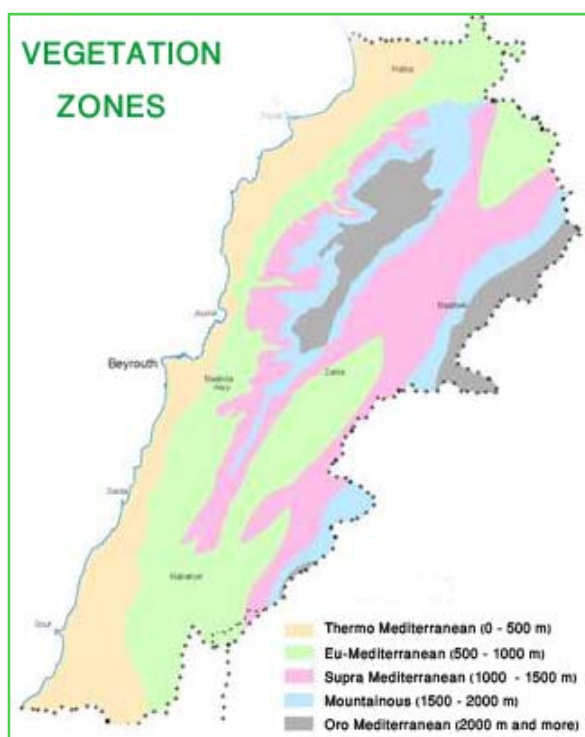 VEGETATION
ZONES
Halba
Jounié
Baalbek
Beyrouth
Zahle
Saida
Sour
Thermo Mediterranean (0 - 500 m)
Eu-Mediterranean (500 - 1000 m)
Supra Mediterranean (1000 - 1500 m)
Mountainous (1500 - 2000 m)
Oro Mediterranean (2000 m and more)